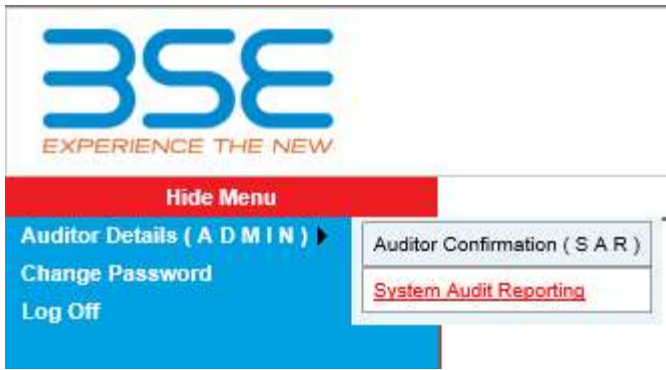 BSE
EXPERIENCE THE NEW
Hide Menu
Auditor Details ( A D M I N )
Auditor Confirmation ( S A R )
System Audit Reporting
Change Password
Log Off